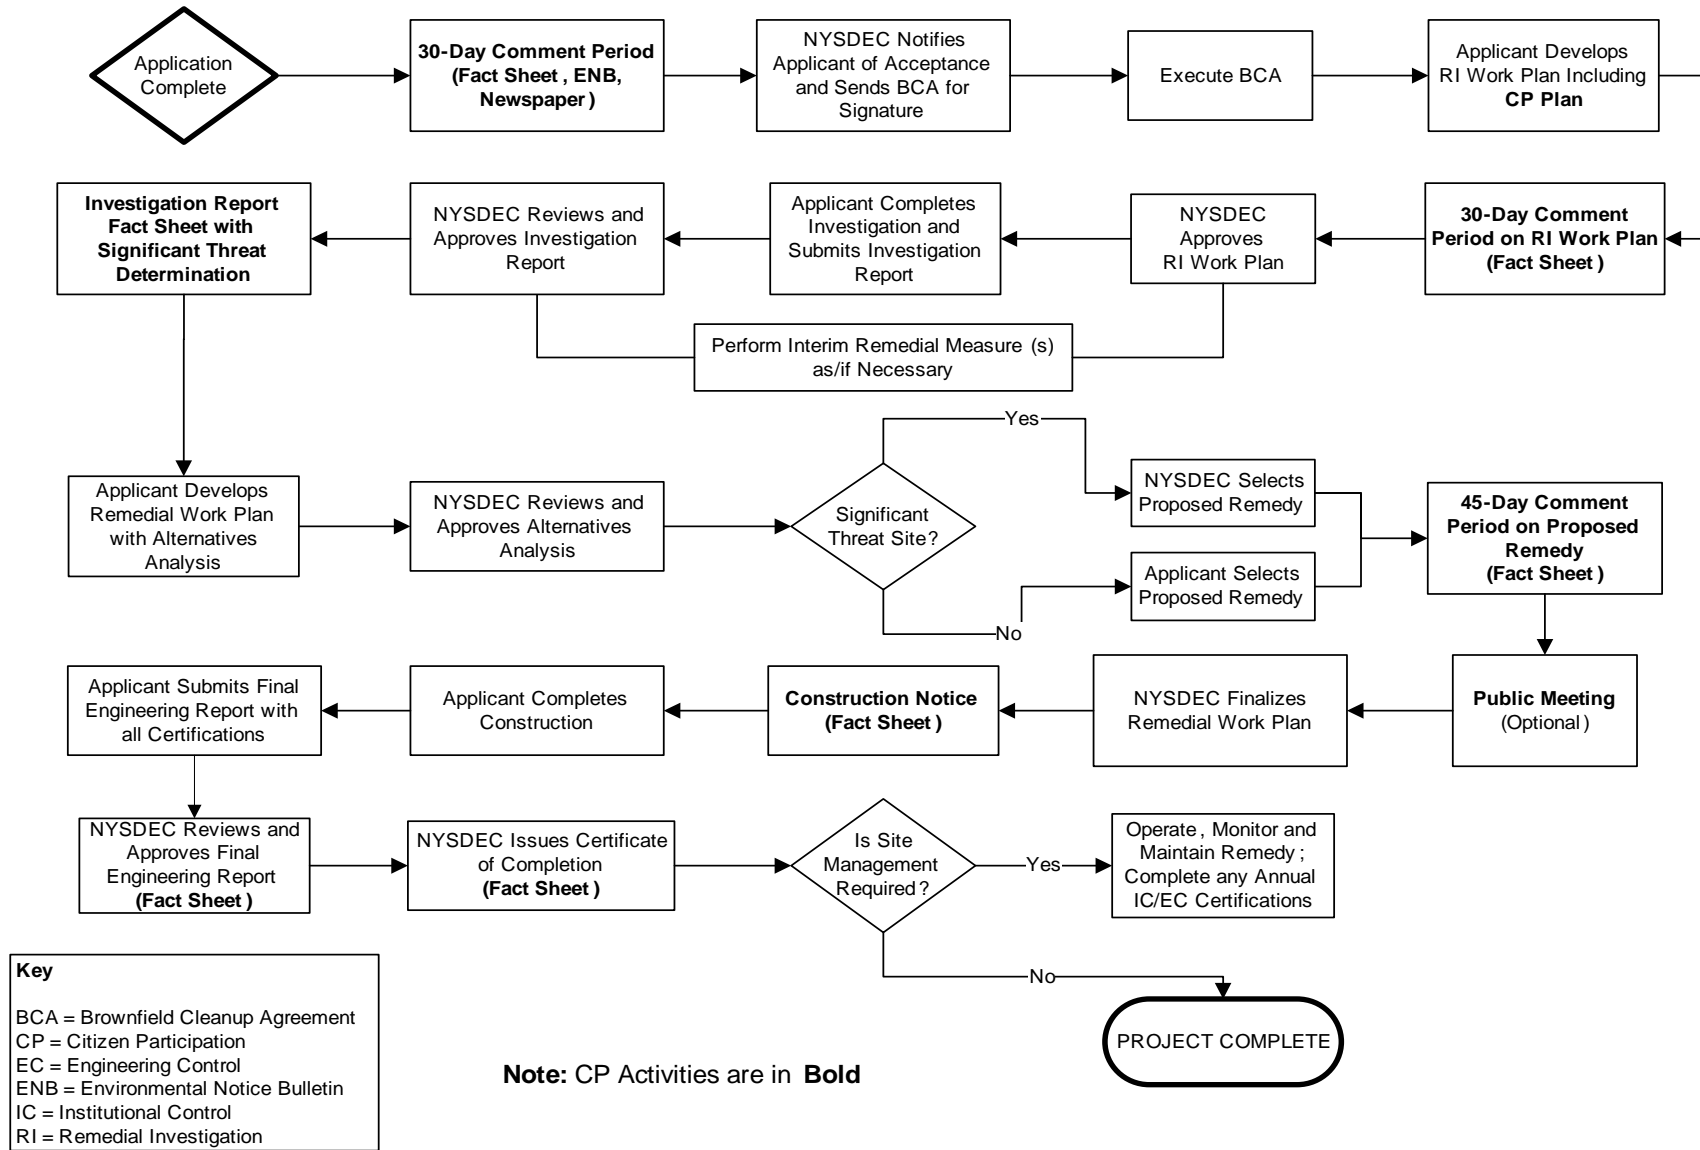 Application
Complete
30-Day Comment Period
(Fact Sheet , ENB,
Newspaper )
NYSDEC Notifies
Applicant of Acceptance
and Sends BCA for
Signature
Execute BCA
Applicant Develops
RI Work Plan Including
CP Plan
Investigation Report
Fact Sheet with
Significant Threat
Determination
NYSDEC Reviews and
Approves Investigation
Report
Applicant Completes
Investigation and
Submits Investigation
Report
NYSDEC
Approves
RI Work Plan
30-Day Comment
Period on RI Work Plan
(Fact Sheet )
Perform Interim Remedial Measure (s)
as/if Necessary
Applicant Develops
Remedial Work Plan
with Alternatives
Analysis
NYSDEC Reviews and
Approves Alternatives
Analysis
Significant
Threat Site?
Yes
No
NYSDEC Selects
Proposed Remedy
Applicant Selects
Proposed Remedy
45-Day Comment
Period on Proposed
Remedy
(Fact Sheet )
Applicant Submits Final
Engineering Report with
all Certifications
Applicant Completes
Construction
Construction Notice
(Fact Sheet )
NYSDEC Finalizes
Remedial Work Plan
Public Meeting
(Optional )
NYSDEC Reviews and
Approves Final
Engineering Report
(Fact Sheet )
NYSDEC Issues Certificate
of Completion
(Fact Sheet )
Is Site
Management
Required?
Yes
Operate , Monitor and
Maintain Remedy ;
Complete any Annual
IC/EC Certifications
No
PROJECT COMPLETE
Key
BCA = Brownfield Cleanup Agreement
CP = Citizen Participation
EC = Engineering Control
ENB = Environmental Notice Bulletin
IC = Institutional Control
RI = Remedial Investigation
Note: CP Activities are in Bold